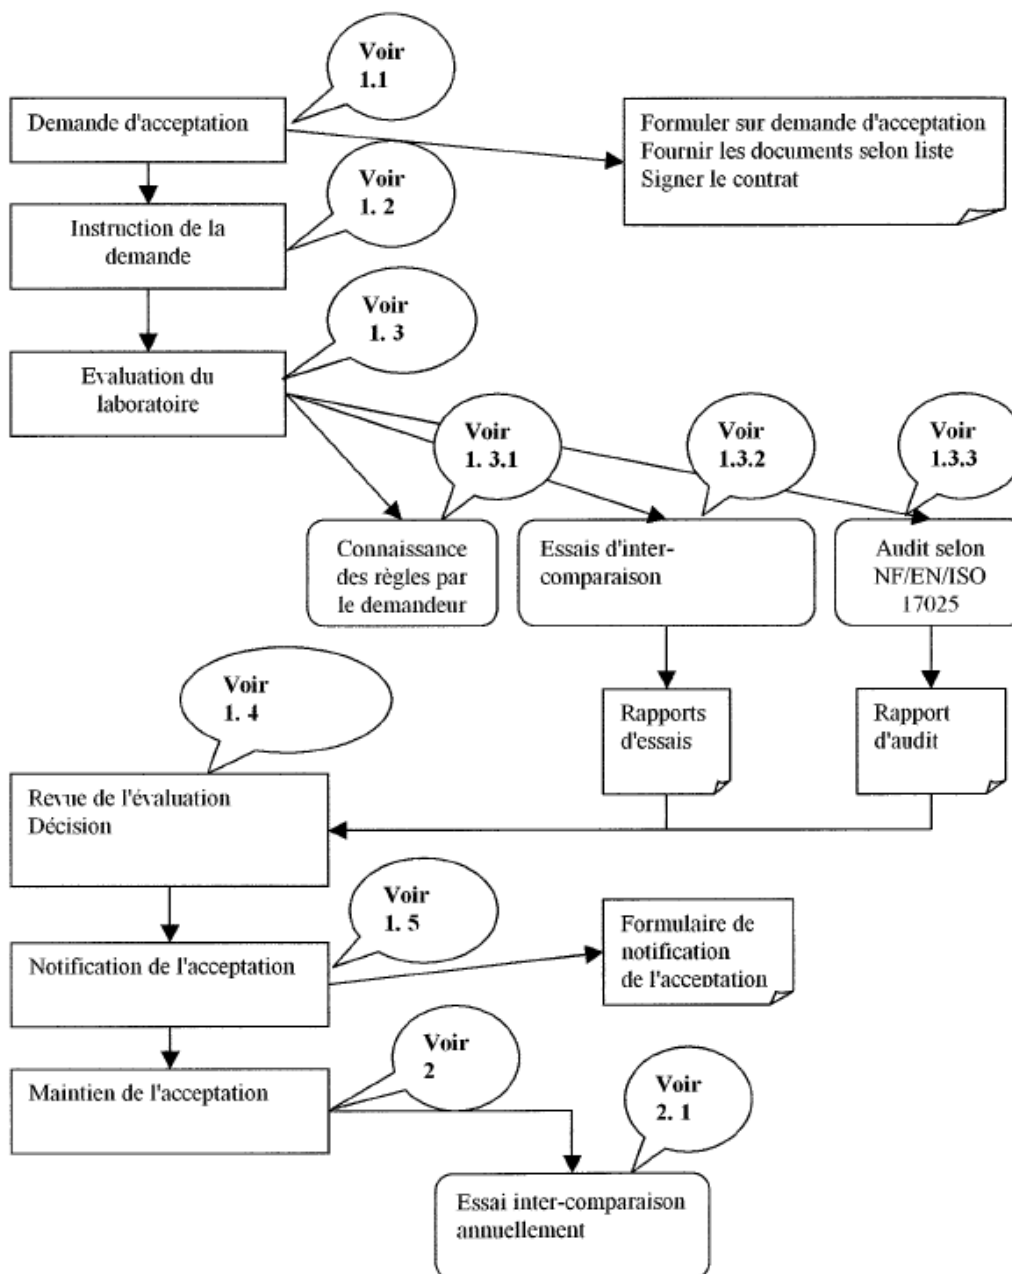 Voir
1.1
Demande d'acceptation
Formuler sur demande d'acceptation
Fournir les documents selon liste
Signer le contrat
Voir
1. 2
Instruction de la
demande
Voir
1. 3
Evaluation du
laboratoire
Voir
1. 3.1
Voir
1.3.2
Voir
1.3.3
Connaissance
des règles par
le demandeur
Essais d'inter-
comparaison
Audit selon
NF/EN/ISO
17025
Voir
1. 4
Rapports
d'essais
Rapport
d'audit
Revue de l'évaluation
Décision
Voir
1. 5
Notification de l'acceptation
Formulaire de
notification
de l'acceptation
Voir
2
Maintien de l'acceptation
Voir
2. 1
Essai inter-comparaison
annuellement